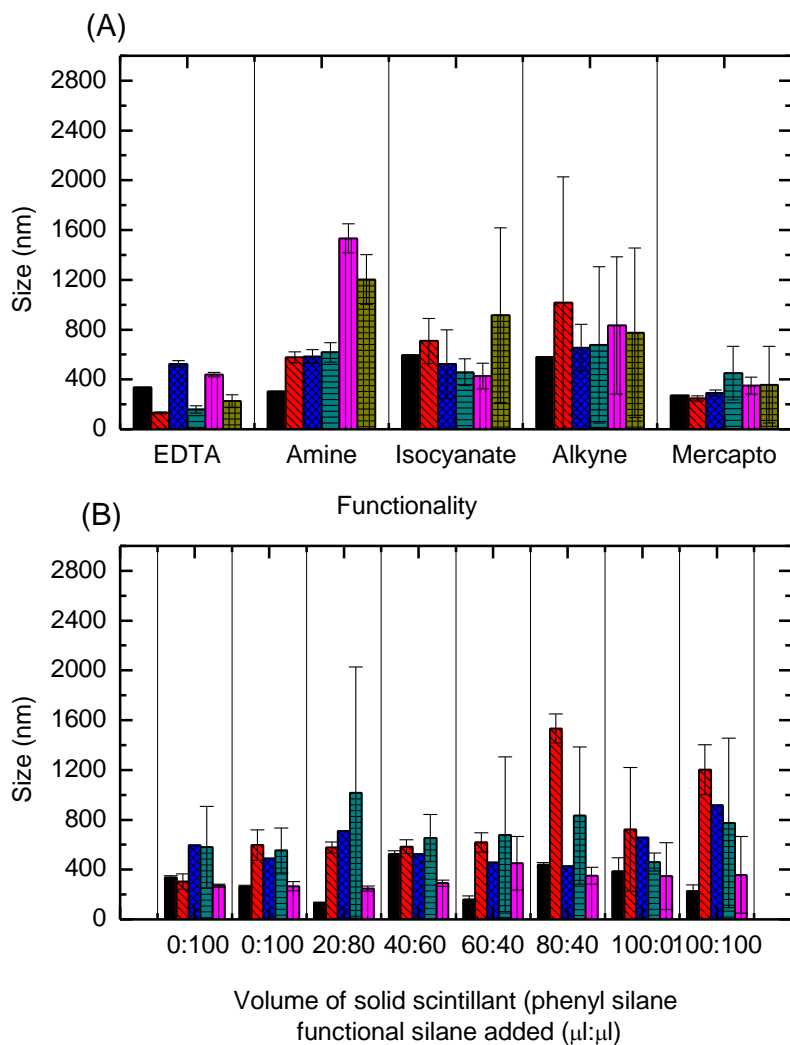 (A)
2800
2400
2000
1600
1200
800
400
0
Size (nm)
EDTA Amine Isocyanate Alkyne Mercapto
Functionality
(B)
2800
2400
2000
1600
1200
800
400
0
Size (nm)
0:100 0:100 20:80 40:60 60:40 80:40 100:0 100:100
Volume of solid scintillant (phenyl silane
functional silane added (μl:μl)